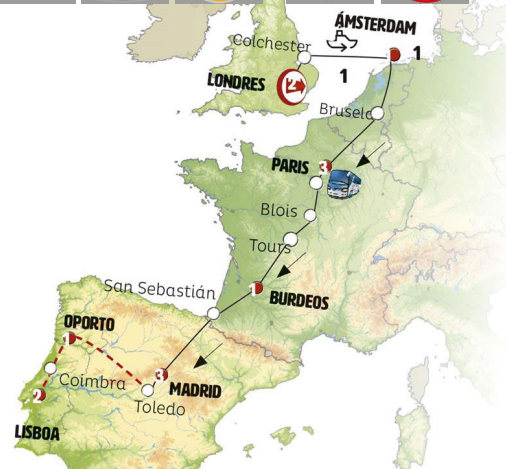 ÁMSTERDAM
1
Colchester
1
LONDRES
2
Brusela
PARIS
3
Blois
Tours
1
BURDEOS
San Sebastián
OPORTO
1
3
MADRID
Coimbra
Toledo
2
LISBOA